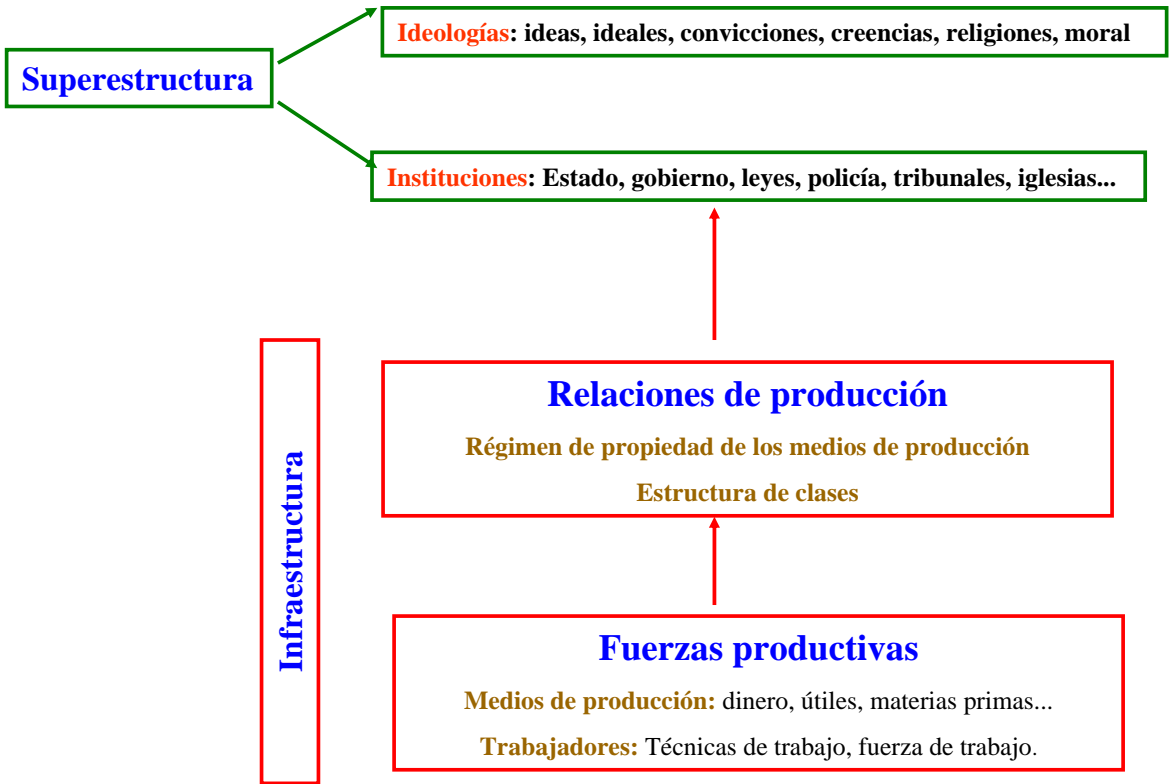 Ideologías: ideas, ideales, convicciones, creencias, religiones, moral
Superestructura
Instituciones: Estado, gobierno, leyes, policía, tribunales, iglesias...
Infraestructura
Relaciones de producción
Régimen de propiedad de los medios de producción
Estructura de clases
Fuerzas productivas
Medios de producción: dinero, útiles, materias primas...
Trabajadores: Técnicas de trabajo, fuerza de trabajo.